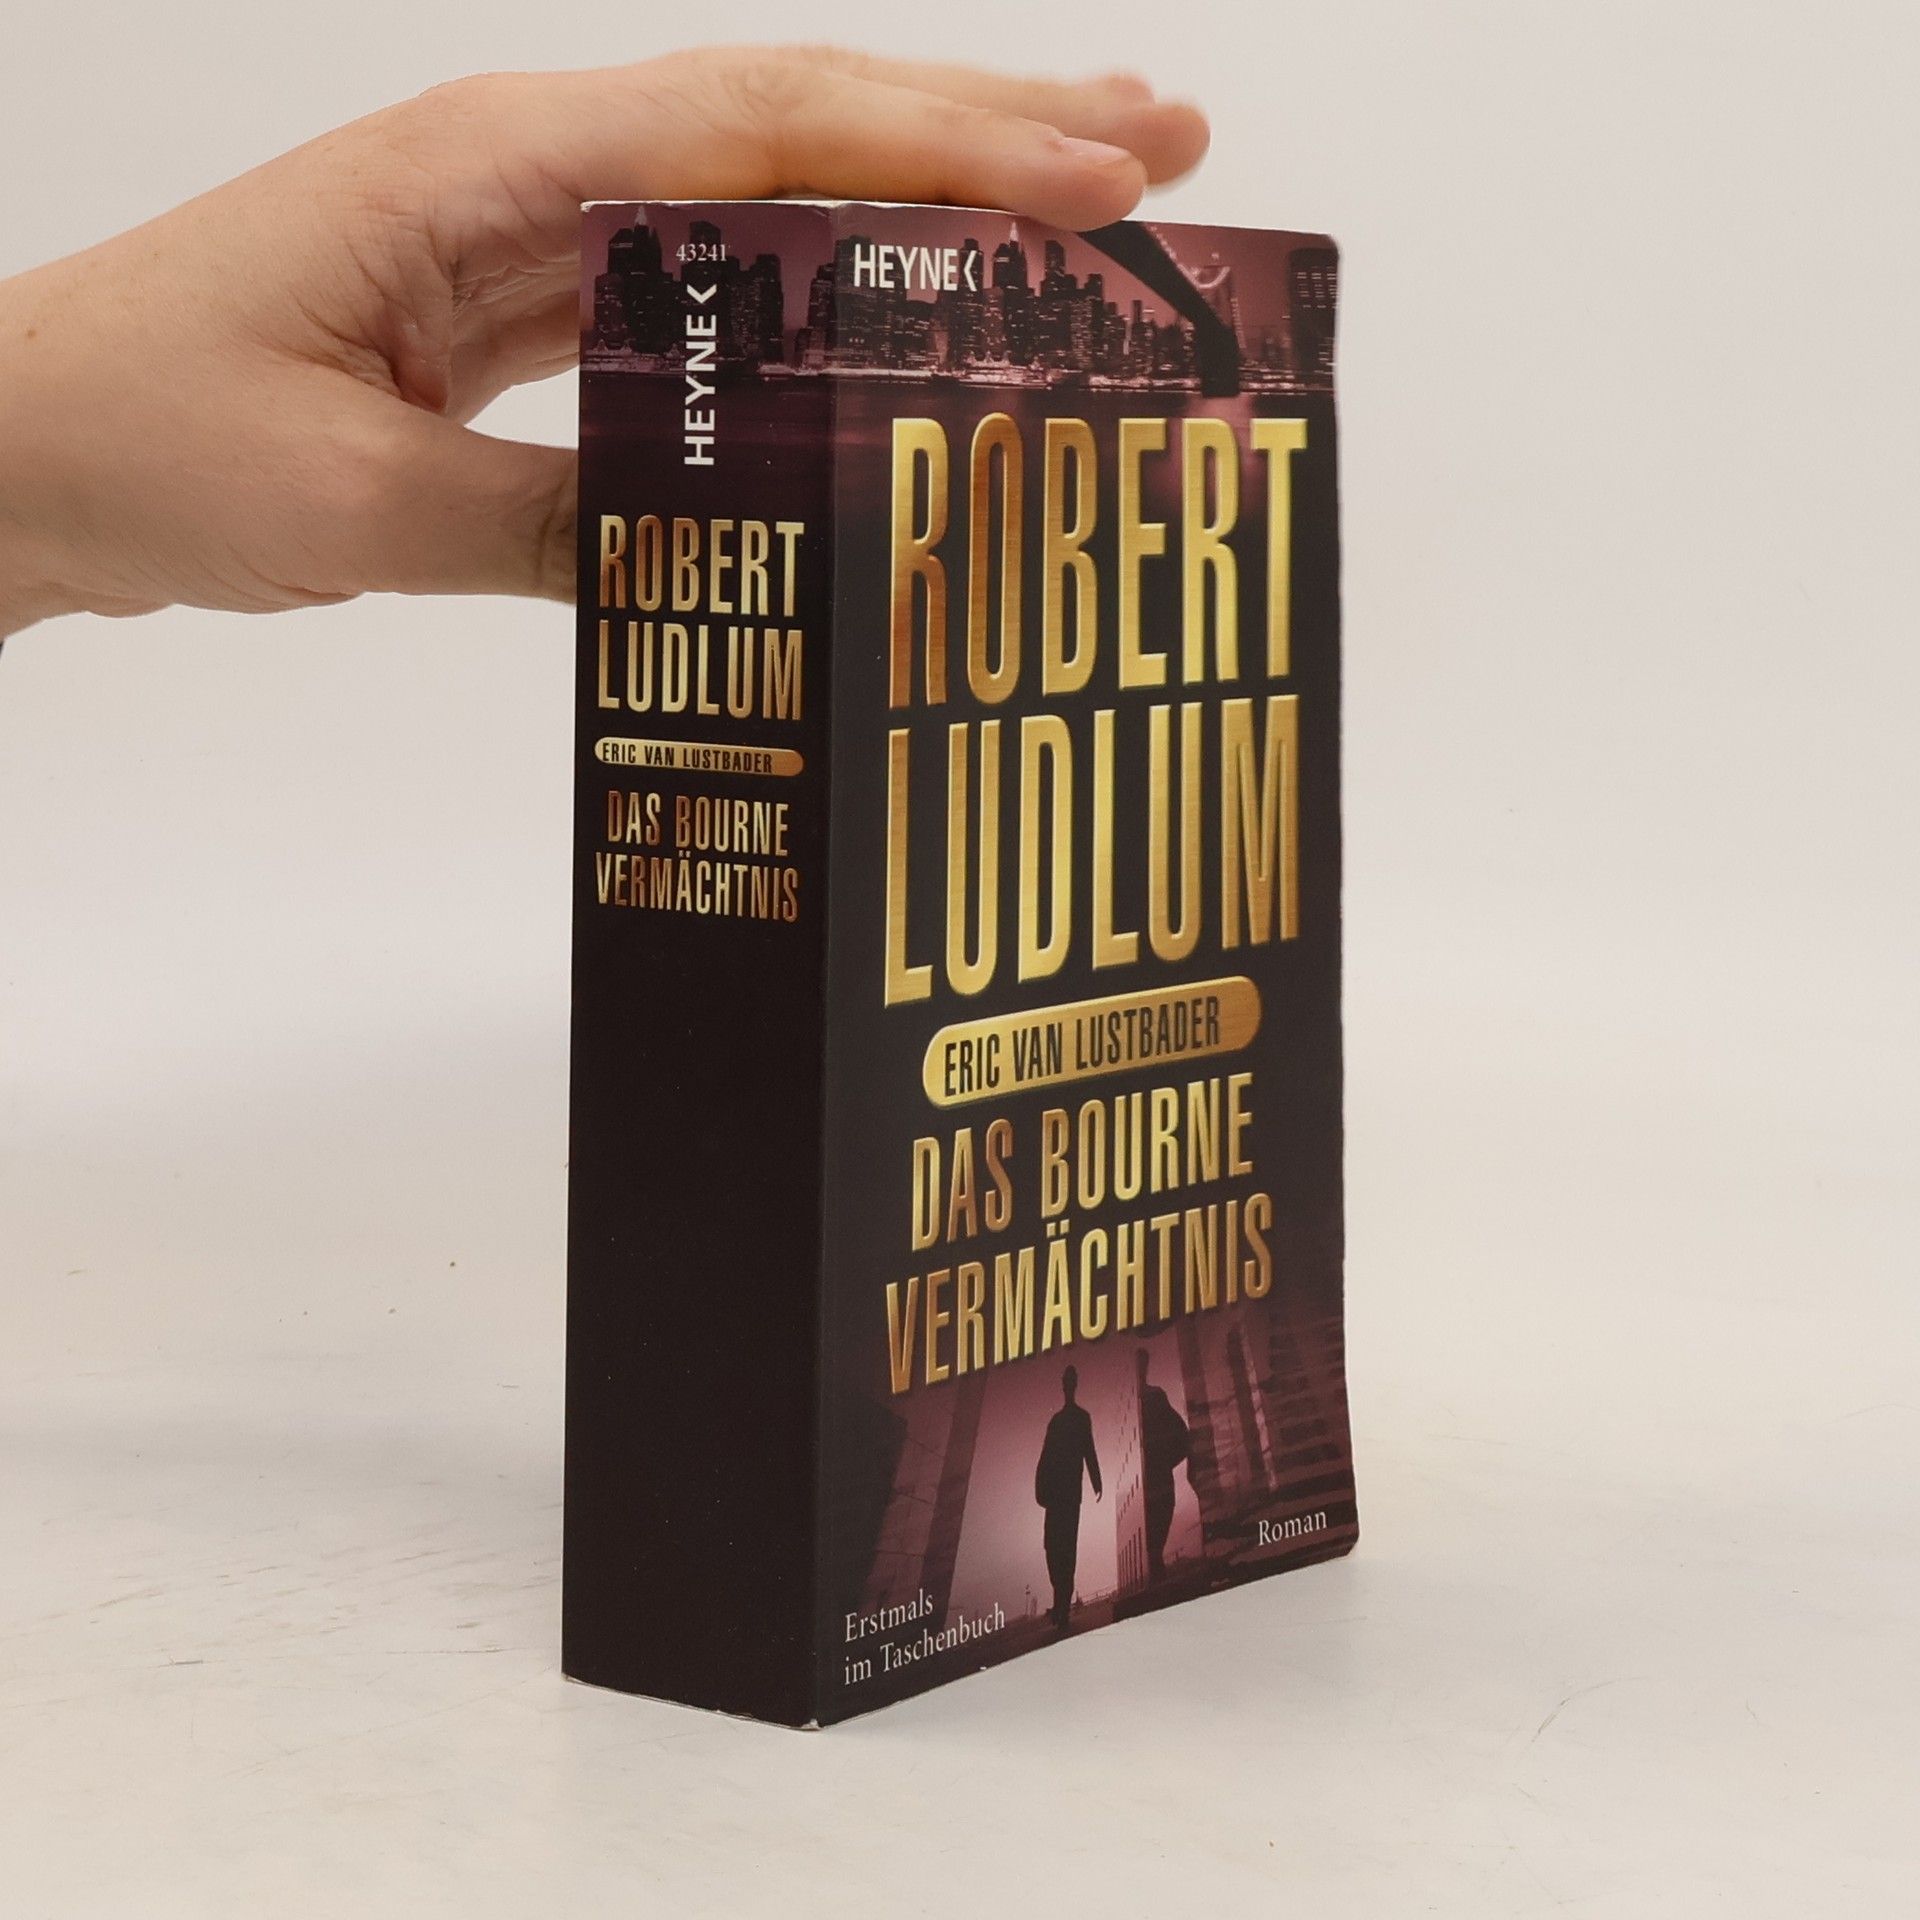 43241
HEYNE
ROBERT
LUDLUM
ERIC VAN LUSTBADER
DAS BOURNE
VERMÄCHTNIS
HEYNE
ROBERT
LUDLUM
ERIC VAN LUSTBADER
DAS BOURNE
VERMÄCHTNIS
Roman
Erstmals
im Taschenbuch